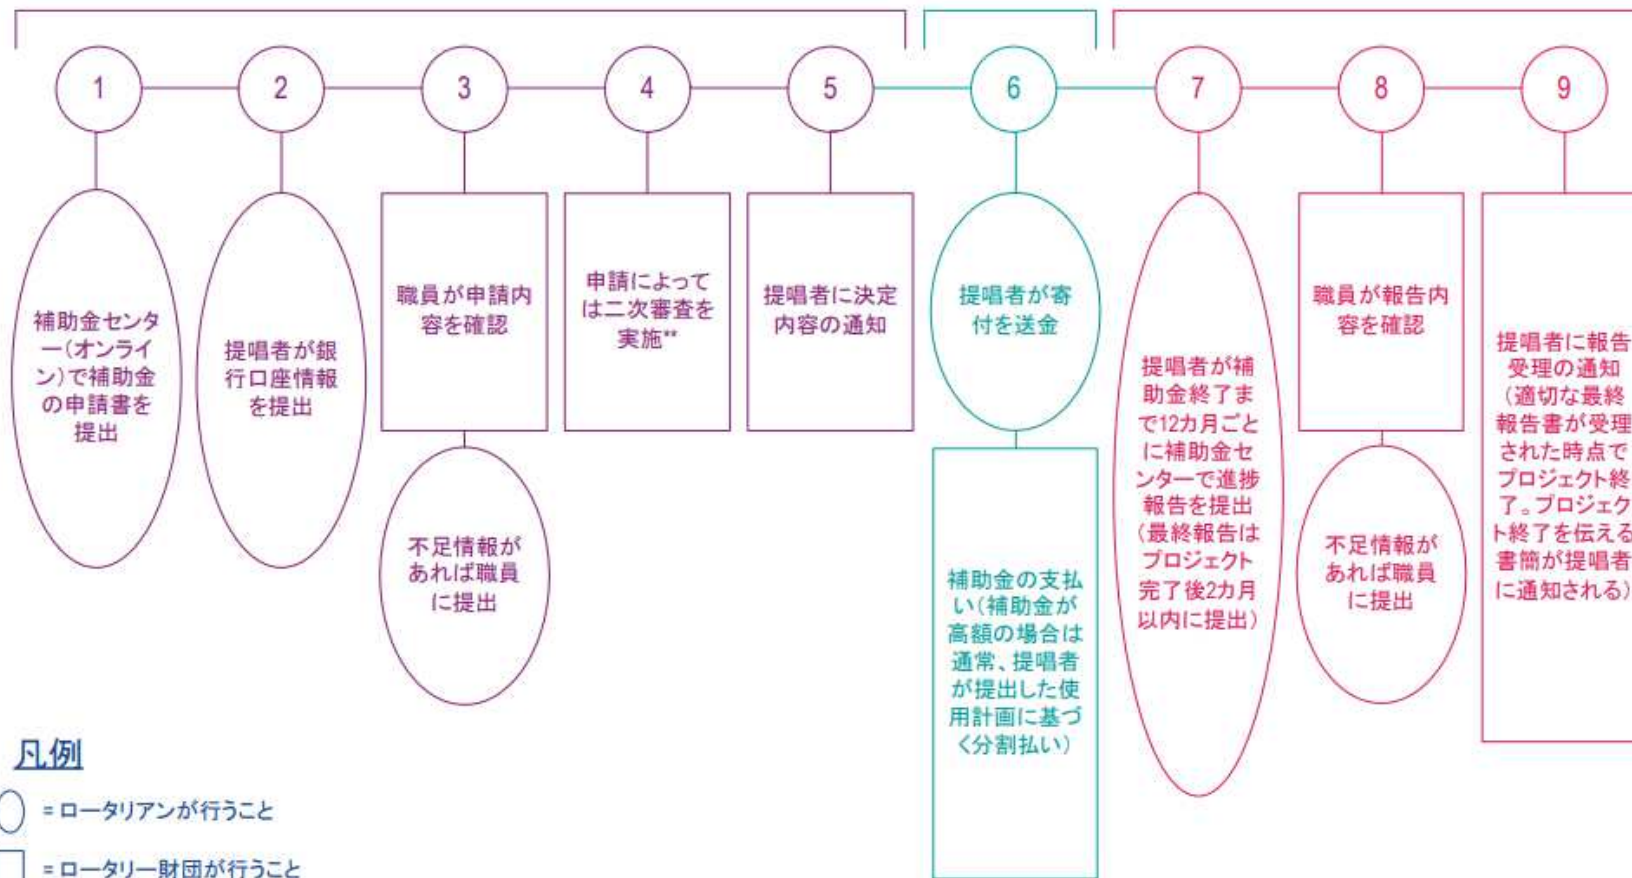 1
2
3
4
5
6
7
8
9
補助金センタ
ー(オンライ
ン)で補助金
の申請書を
提出
提唱者が銀
行口座情報
を提出
職員が申請内
容を確認
不足情報が
あれば職員
に提出
申請によって
は二次審査を
実施**
提唱者に決定
内容の通知
提唱者が寄
付を送金
補助金の支払
い(補助金が
高額の場合は
通常、提唱者
が提出した使
用計画に基づ
く分割払い)
提唱者が補
助金終了ま
で12カ月ごと
に補助金セ
ンターで進捗
報告を提出
(最終報告は
プロジェクト
完了後2カ月
以内に提出)
職員が報告内
容を確認
不足情報が
あれば職員
に提出
提唱者に報告
受理の通知
(適切な最終
報告書が受理
された時点で
プロジェクト終
了。プロジェク
ト終了を伝える
書簡が提唱者
に通知される)
凡例
= ロータリアンが行うこと
= ロータリー財団が行うこと